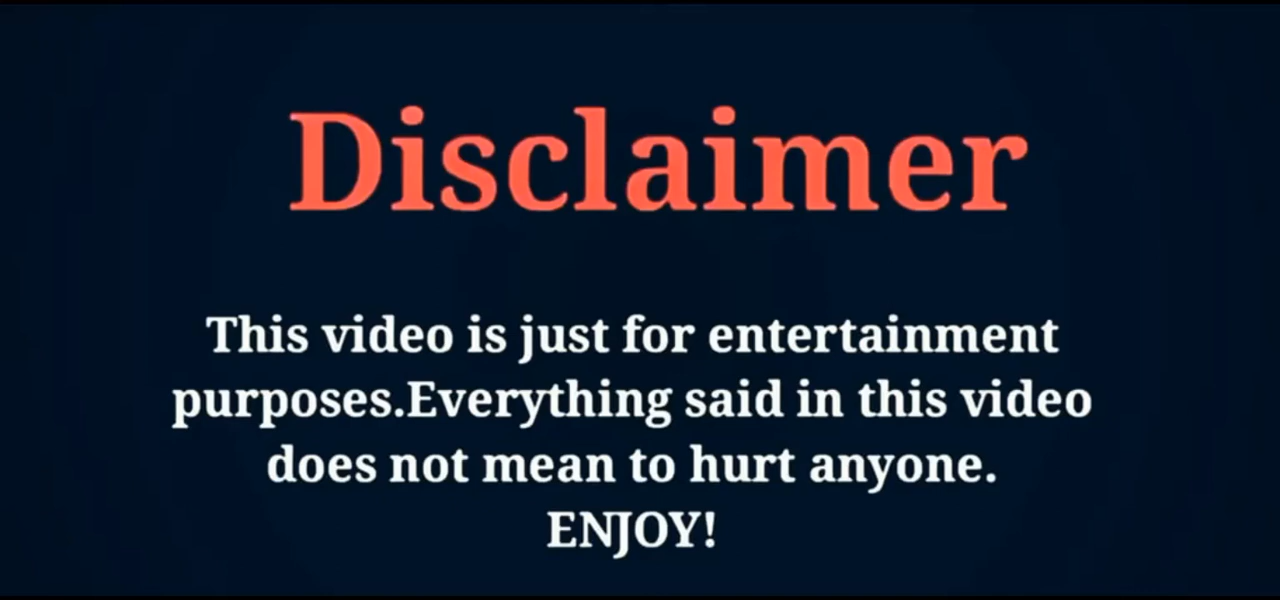 Disclaimer
This video is just for entertainment
purposes.Everything said in this video
does not mean to hurt anyone.
ENJOY!